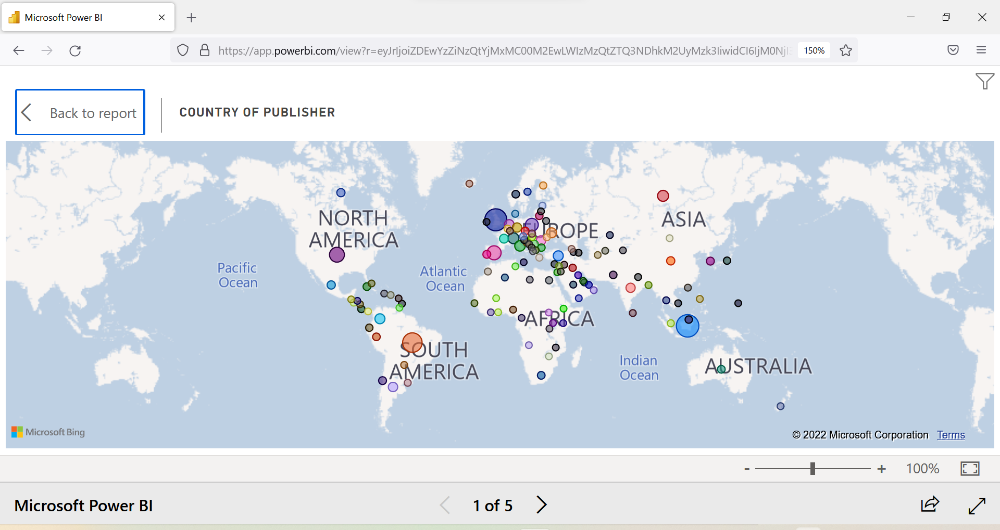 Microsoft Power BI
https://app.powerbi.com/view?r=eyJrIjoiZDEwYzZiNzQtYjMxMC00M2EwLWIzMzQtZTQ3NDhkM2UyMzk3IiwidCI6IjM0NjI3
150%
Back to report
COUNTRY OF PUBLISHER
NORTH
AMERICA
EUROPE
ASIA
Pacific
Ocean
Atlantic
Ocean
AFRICA
SOUTH
AMERICA
Indian
Ocean
AUSTRALIA
Microsoft Bing
© 2022 Microsoft Corporation Terms
- + 100%
Microsoft Power BI
1 of 5